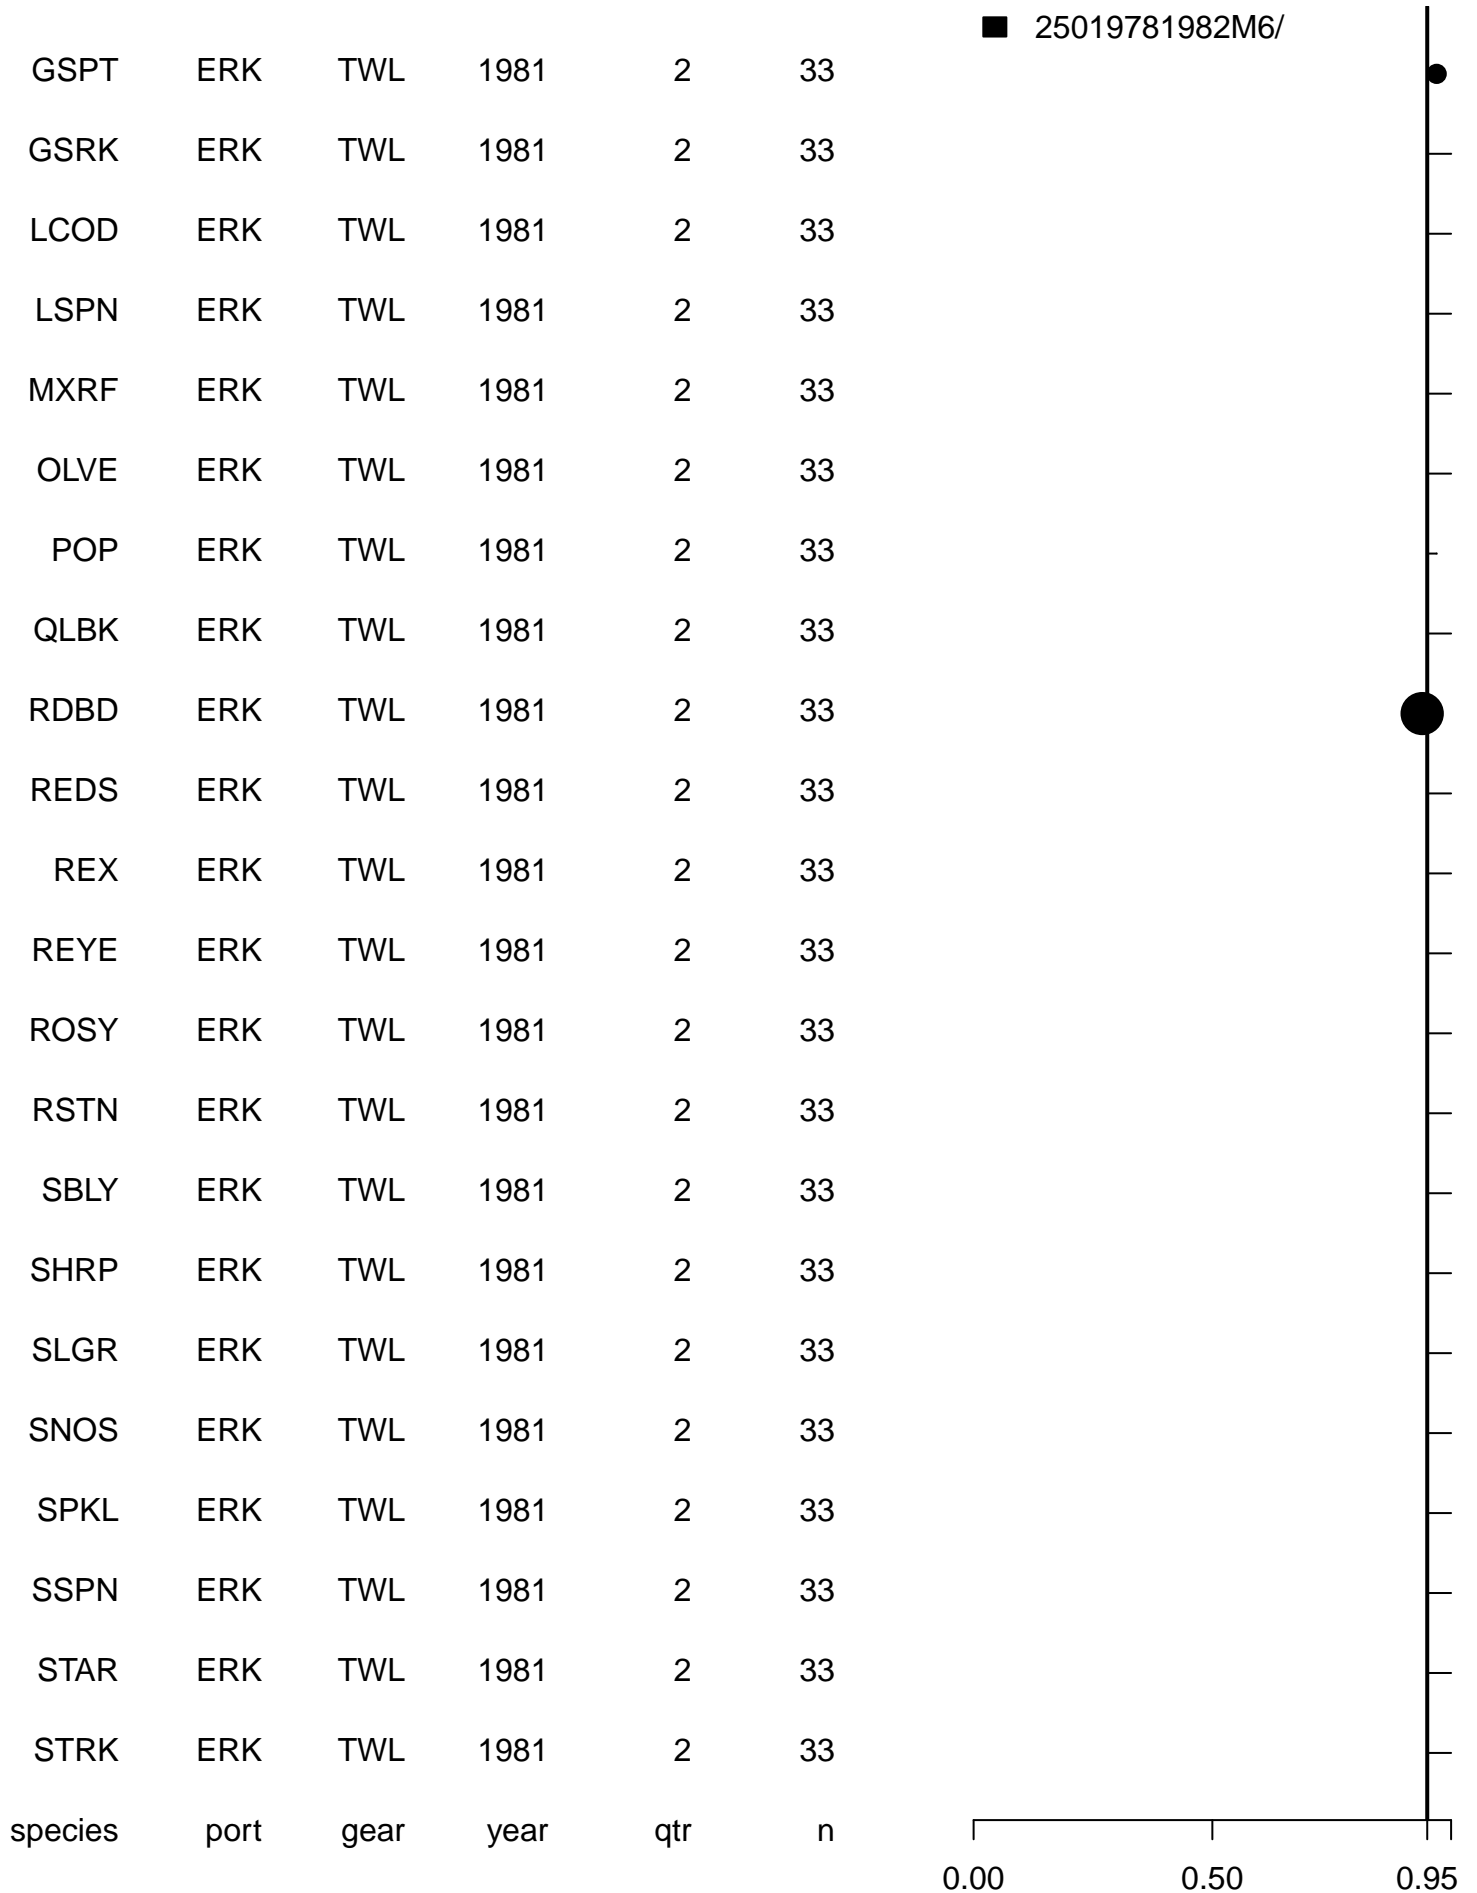 25019781982M6/
GSPT ERK TWL 1981 2 33
GSRK ERK TWL 1981 2 33
LCOD ERK TWL 1981 2 33
LSPN ERK TWL 1981 2 33
MXRF ERK TWL 1981 2 33
OLVE ERK TWL 1981 2 33
POP ERK TWL 1981 2 33
QLBK ERK TWL 1981 2 33
RDBD ERK TWL 1981 2 33
REDS ERK TWL 1981 2 33
REX ERK TWL 1981 2 33
REYE ERK TWL 1981 2 33
ROSY ERK TWL 1981 2 33
RSTN ERK TWL 1981 2 33
SBLY ERK TWL 1981 2 33
SHRP ERK TWL 1981 2 33
SLGR ERK TWL 1981 2 33
SNOS ERK TWL 1981 2 33
SPKL ERK TWL 1981 2 33
SSPN ERK TWL 1981 2 33
STAR ERK TWL 1981 2 33
STRK ERK TWL 1981 2 33
species port gear year qtr n
0.00 0.50 0.95